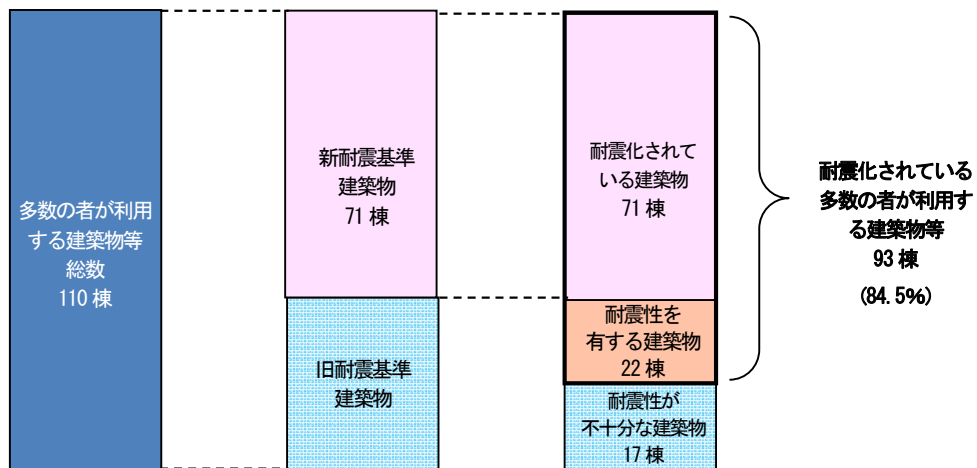 多数の者が利用
する建築物等
総数
110 棟
新耐震基準
建築物
71 棟
旧耐震基準
建築物
耐震化されて
いる建築物
71 棟
耐震性を
有する建築物
22 棟
耐震性が
不十分な建築物
17 棟
耐震化されている
多数の者が利用す
る建築物等
93 棟
(84.5%)